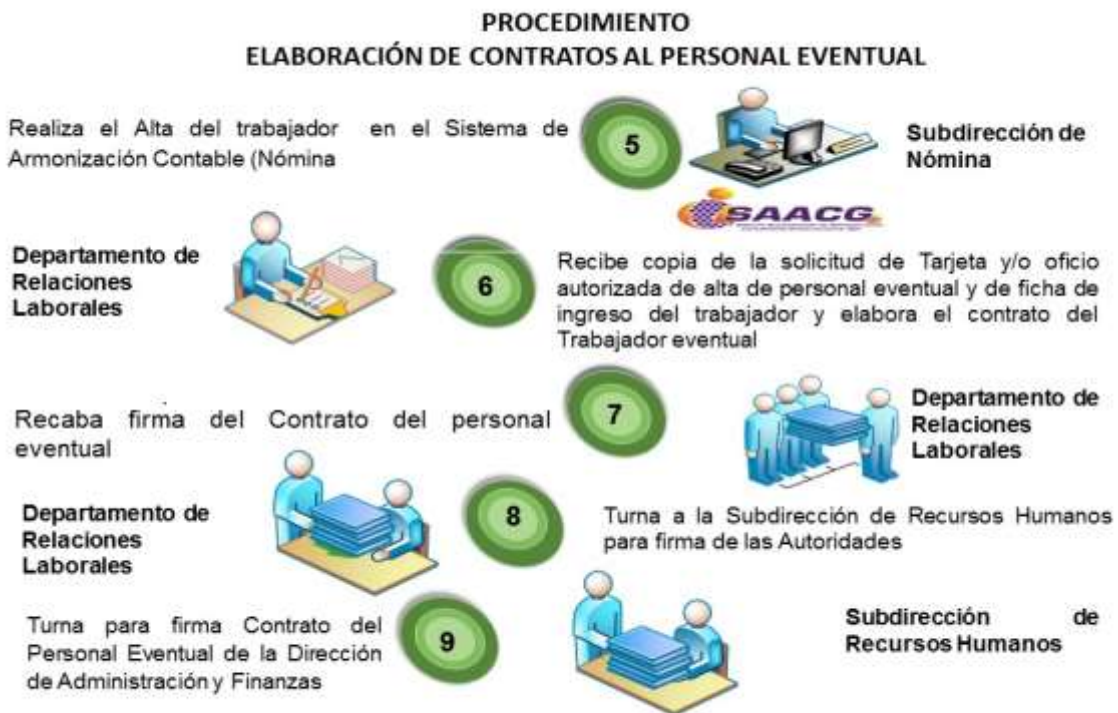 PROCEDIMIENTO
ELABORACIÓN DE CONTRATOS AL PERSONAL EVENTUAL
Realiza el Alta del trabajador en el Sistema de
Armonización Contable (Nómina
5
Subdirección de
Nómina
SAACG
Departamento de
Relaciones
Laborales
6
Recibe copia de la solicitud de Tarjeta y/o oficio
autorizada de alta de personal eventual y de ficha de
ingreso del trabajador y elabora el contrato del
Trabajador eventual
Recaba firma del Contrato del personal
eventual
7
Departamento de
Relaciones
Laborales
Departamento de
Relaciones
Laborales
8
Turna a la Subdirección de Recursos Humanos
para firma de las Autoridades
Turna para firma Contrato del
Personal Eventual de la Dirección
de Administración y Finanzas
9
Subdirección de
Recursos Humanos